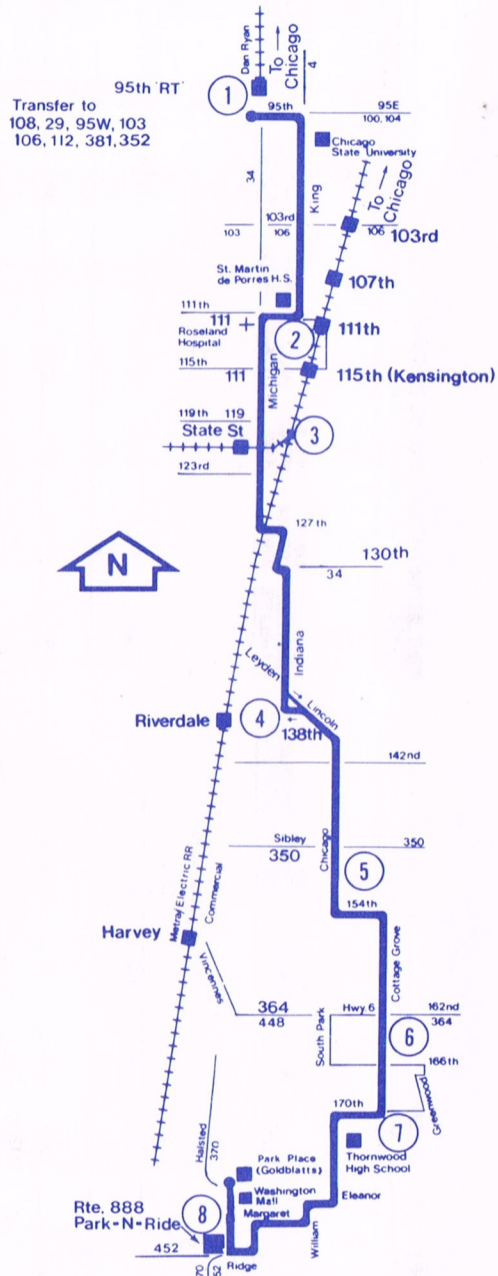 Dan Ryan
To
Chicago
4
95th 'RT'
1
Transfer to
108, 29, 95W, 103
106, 112, 381, 352
95th
95E
100, 104
Chicago
State University
34
King
To
Chicago
103rd
103
106
106
103rd
107th
St. Martin
de Porres H.S.
111th
111
Roseland
Hospital
2
111th
115th
111
Michigan
115th (Kensington)
119th
119
State St
3
123rd
127th
N
130th
34
Indiana
Leyden
Lincoln
Riverdale
4
138th
142nd
Sibley
350
350
Chicago
5
Metra/Electric RR
Commercial
154th
Harvey
Vincennes
Cottage Grove
364
448
Hwy. 6
162nd
364
South Park
6
166th
Greenwood
170th
7
Halsted
370
Thornwood
High School
Park Place
(Goldblatts)
Washington
Mall
Eleanor
Margaret
William
Rte. 888
Park-N-Ride
8
452
Ridge